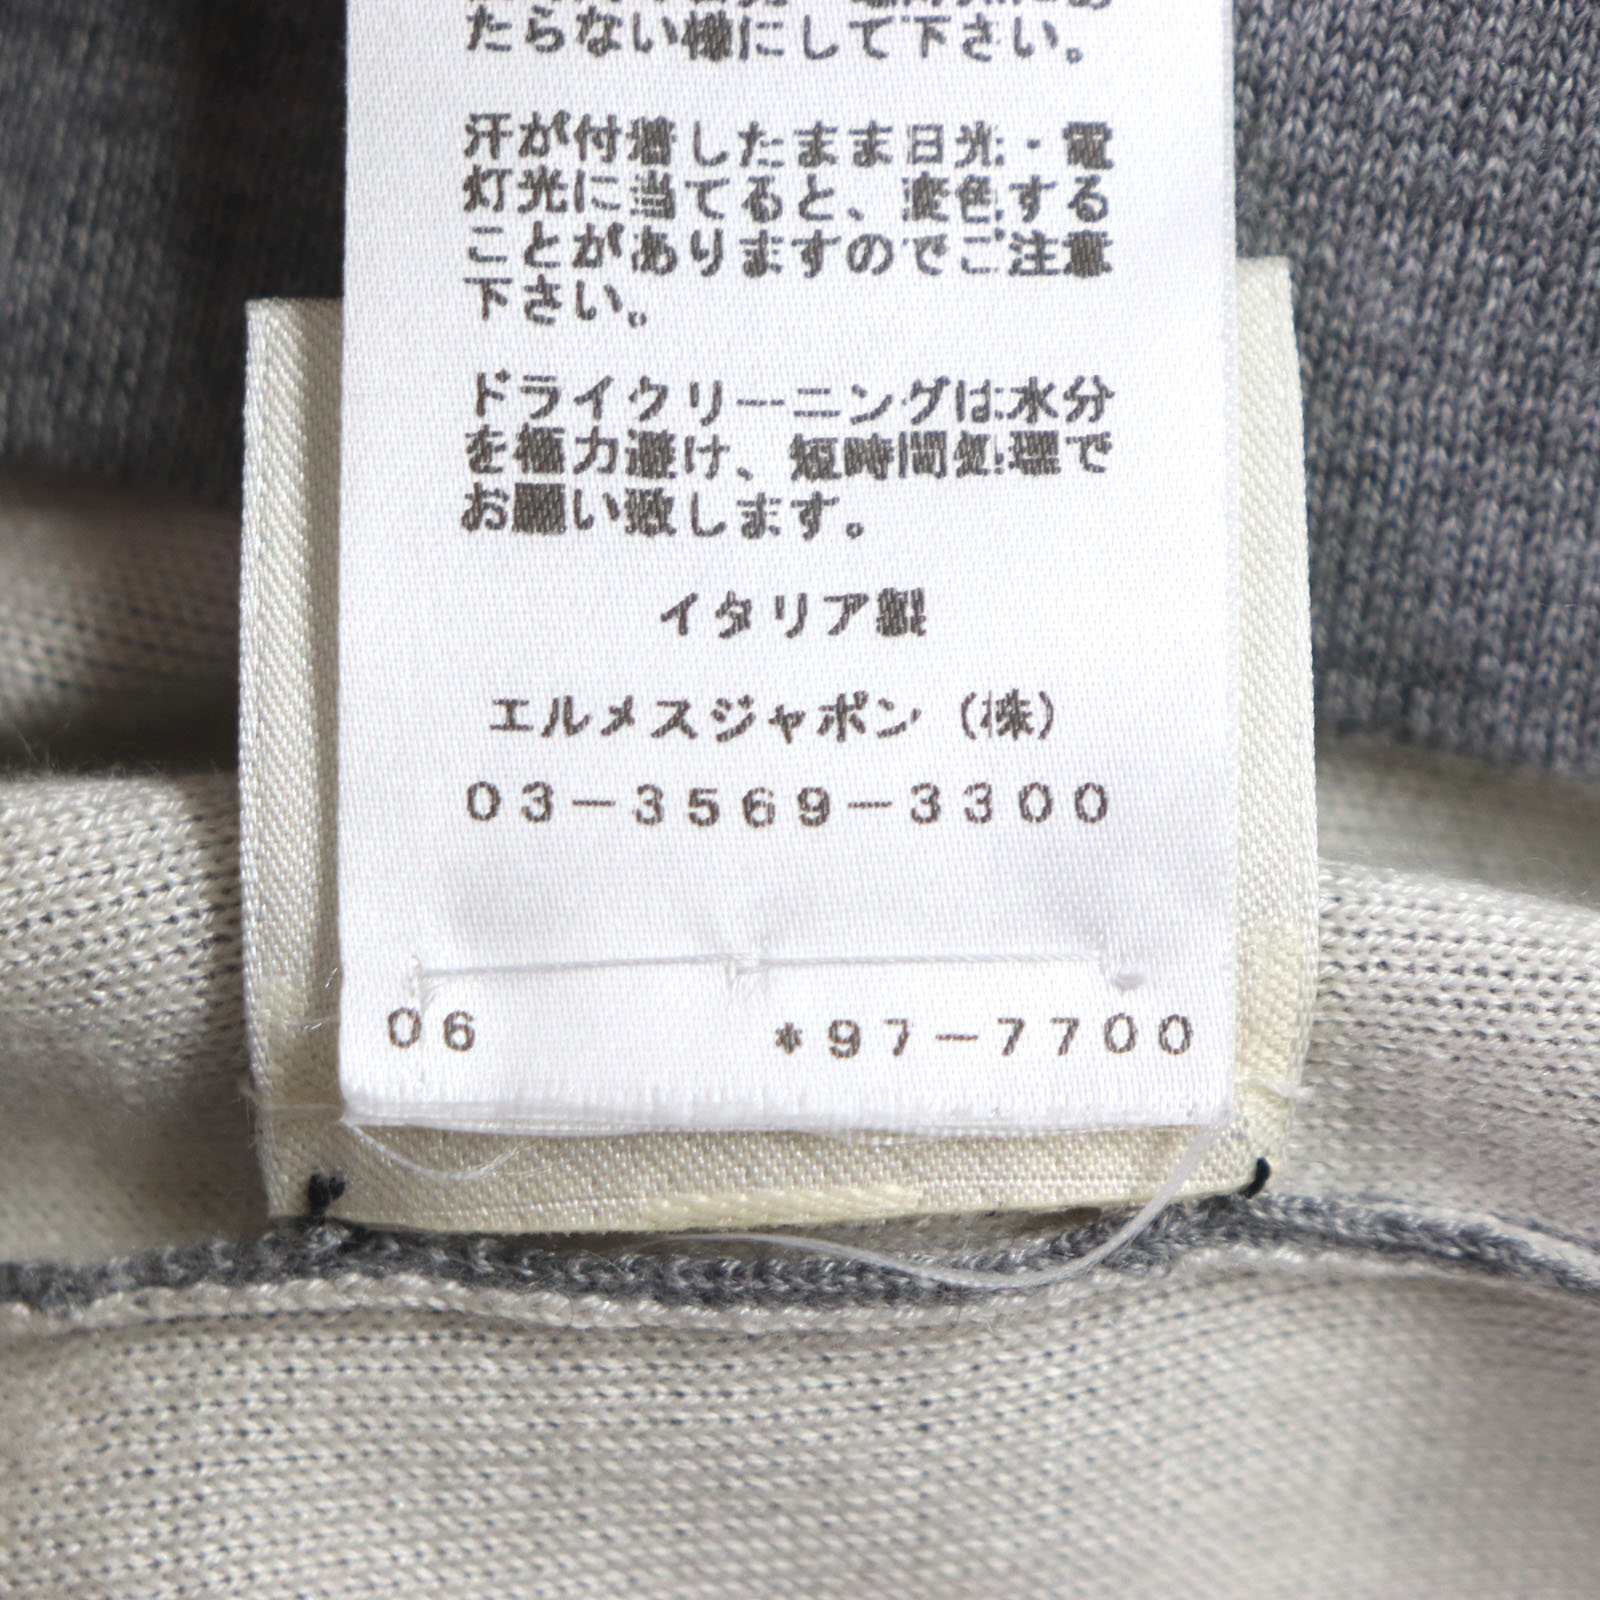 たらない様にして下さい。
汗が付着したまま日光・電
灯光に当てると、変色する
ことがありますのでご注意
下さい。
ドライクリーニングは水分
を極力避け、短時間処理で
お願い致します。
イタリア製
エルメスジャポン（株）
03－3569－3300
06 *97－7700